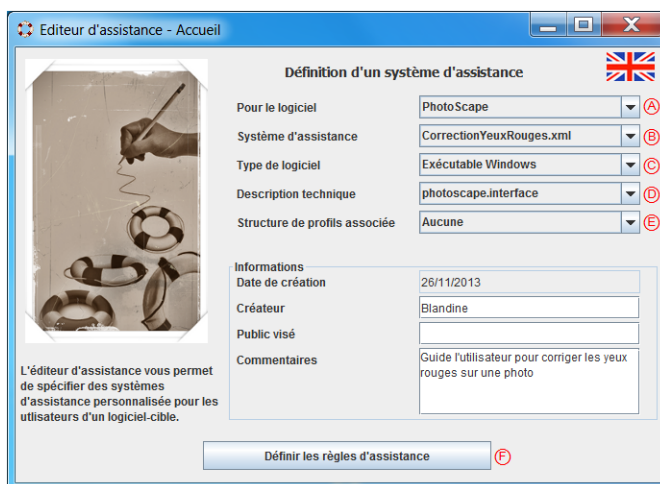 Editeur d'assistance - Accueil
Définition d'un système d'assistance
Pour le logiciel PhotoScape A
Système d'assistance CorrectionYeuxRouges.xml B
Type de logiciel Exécutable Windows C
Description technique photoscape.interface D
Structure de profils associée Aucune E
Informations
Date de création 26/11/2013
Créateur Blandine
Public visé
Commentaires Guide l'utilisateur pour corriger les yeux
rouges sur une photo
L'éditeur d'assistance vous permet
de spécifier des systèmes
d'assistance personnalisée pour les
utlisateurs d'un logiciel-cible.
Définir les règles d'assistance F